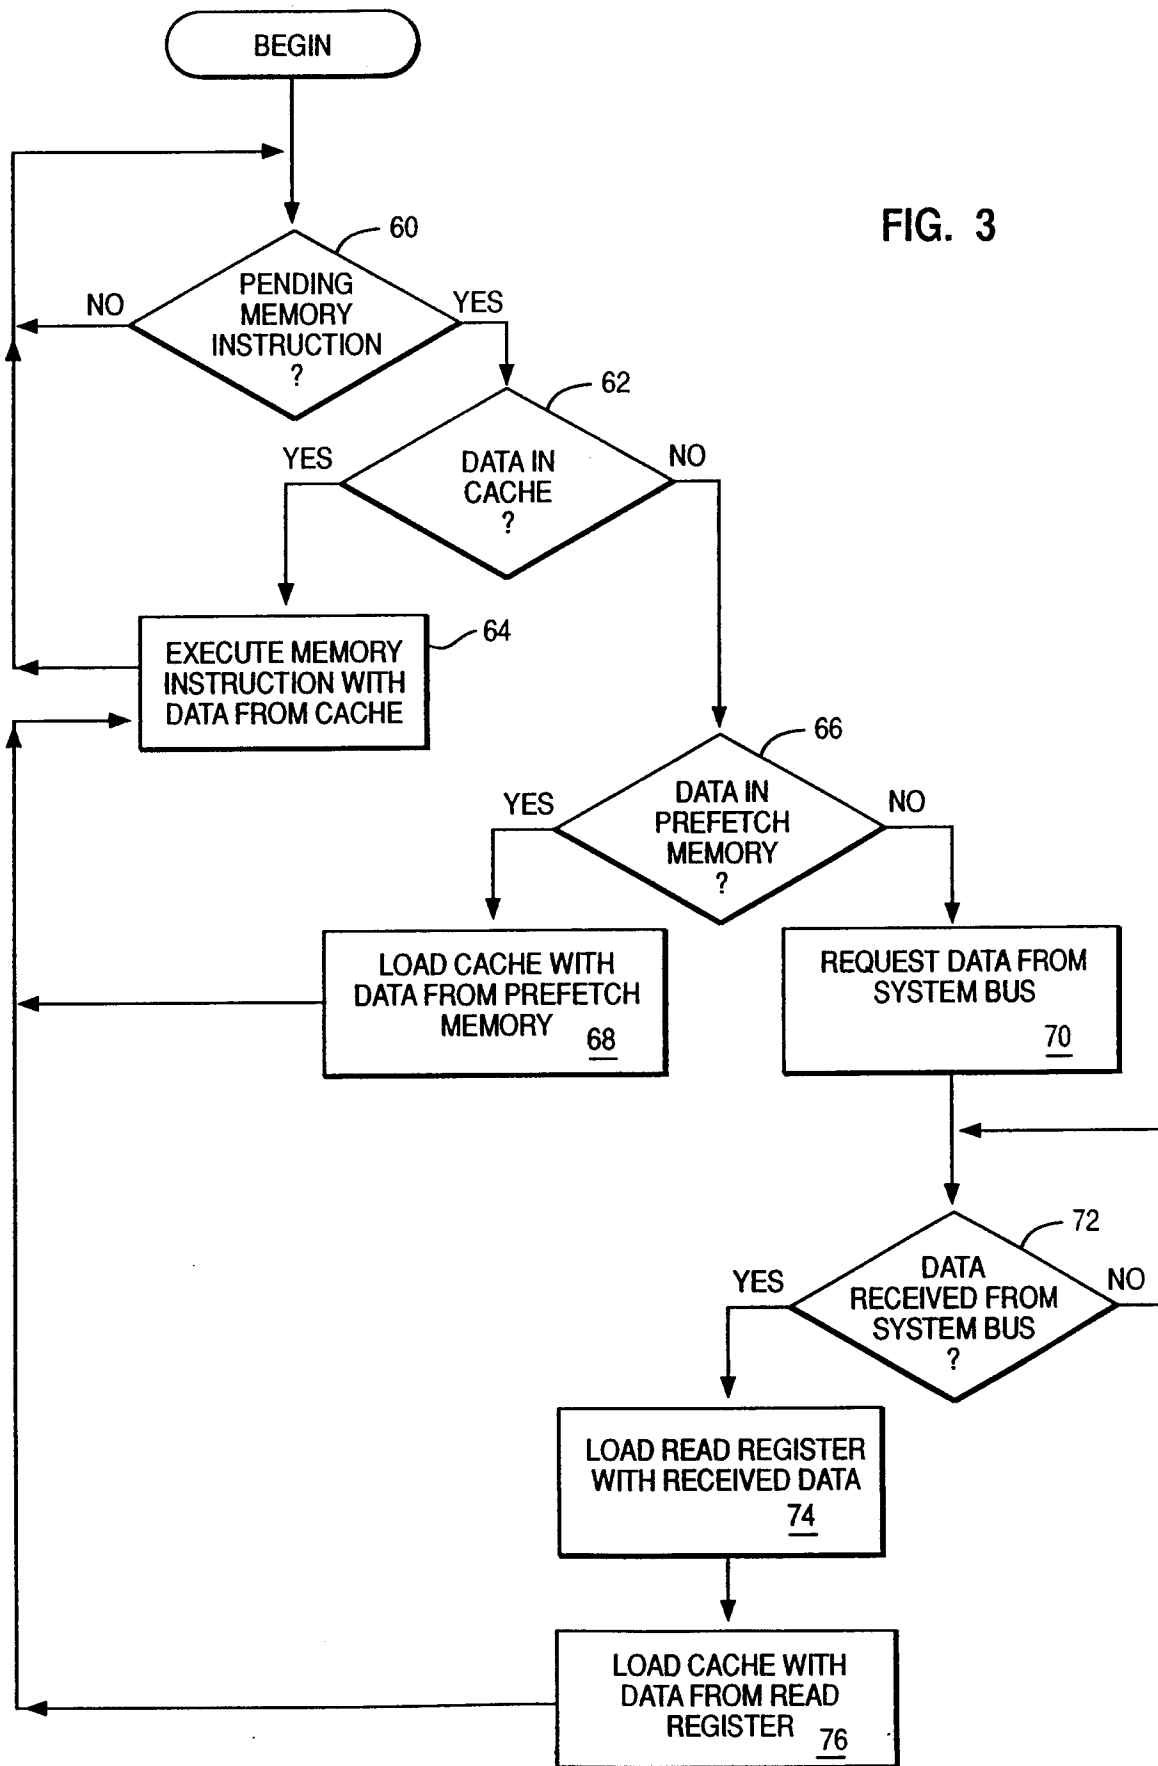 BEGIN
FIG. 3
60
PENDING
MEMORY
INSTRUCTION
?
NO
YES
62
DATA IN
CACHE
?
YES
NO
64
EXECUTE MEMORY
INSTRUCTION WITH
DATA FROM CACHE
66
DATA IN
PREFETCH
MEMORY
?
YES
NO
LOAD CACHE WITH
DATA FROM PREFETCH
MEMORY
68
REQUEST DATA FROM
SYSTEM BUS
70
72
DATA
RECEIVED FROM
SYSTEM BUS
?
YES
NO
LOAD READ REGISTER
WITH RECEIVED DATA
74
LOAD CACHE WITH
DATA FROM READ
REGISTER
76